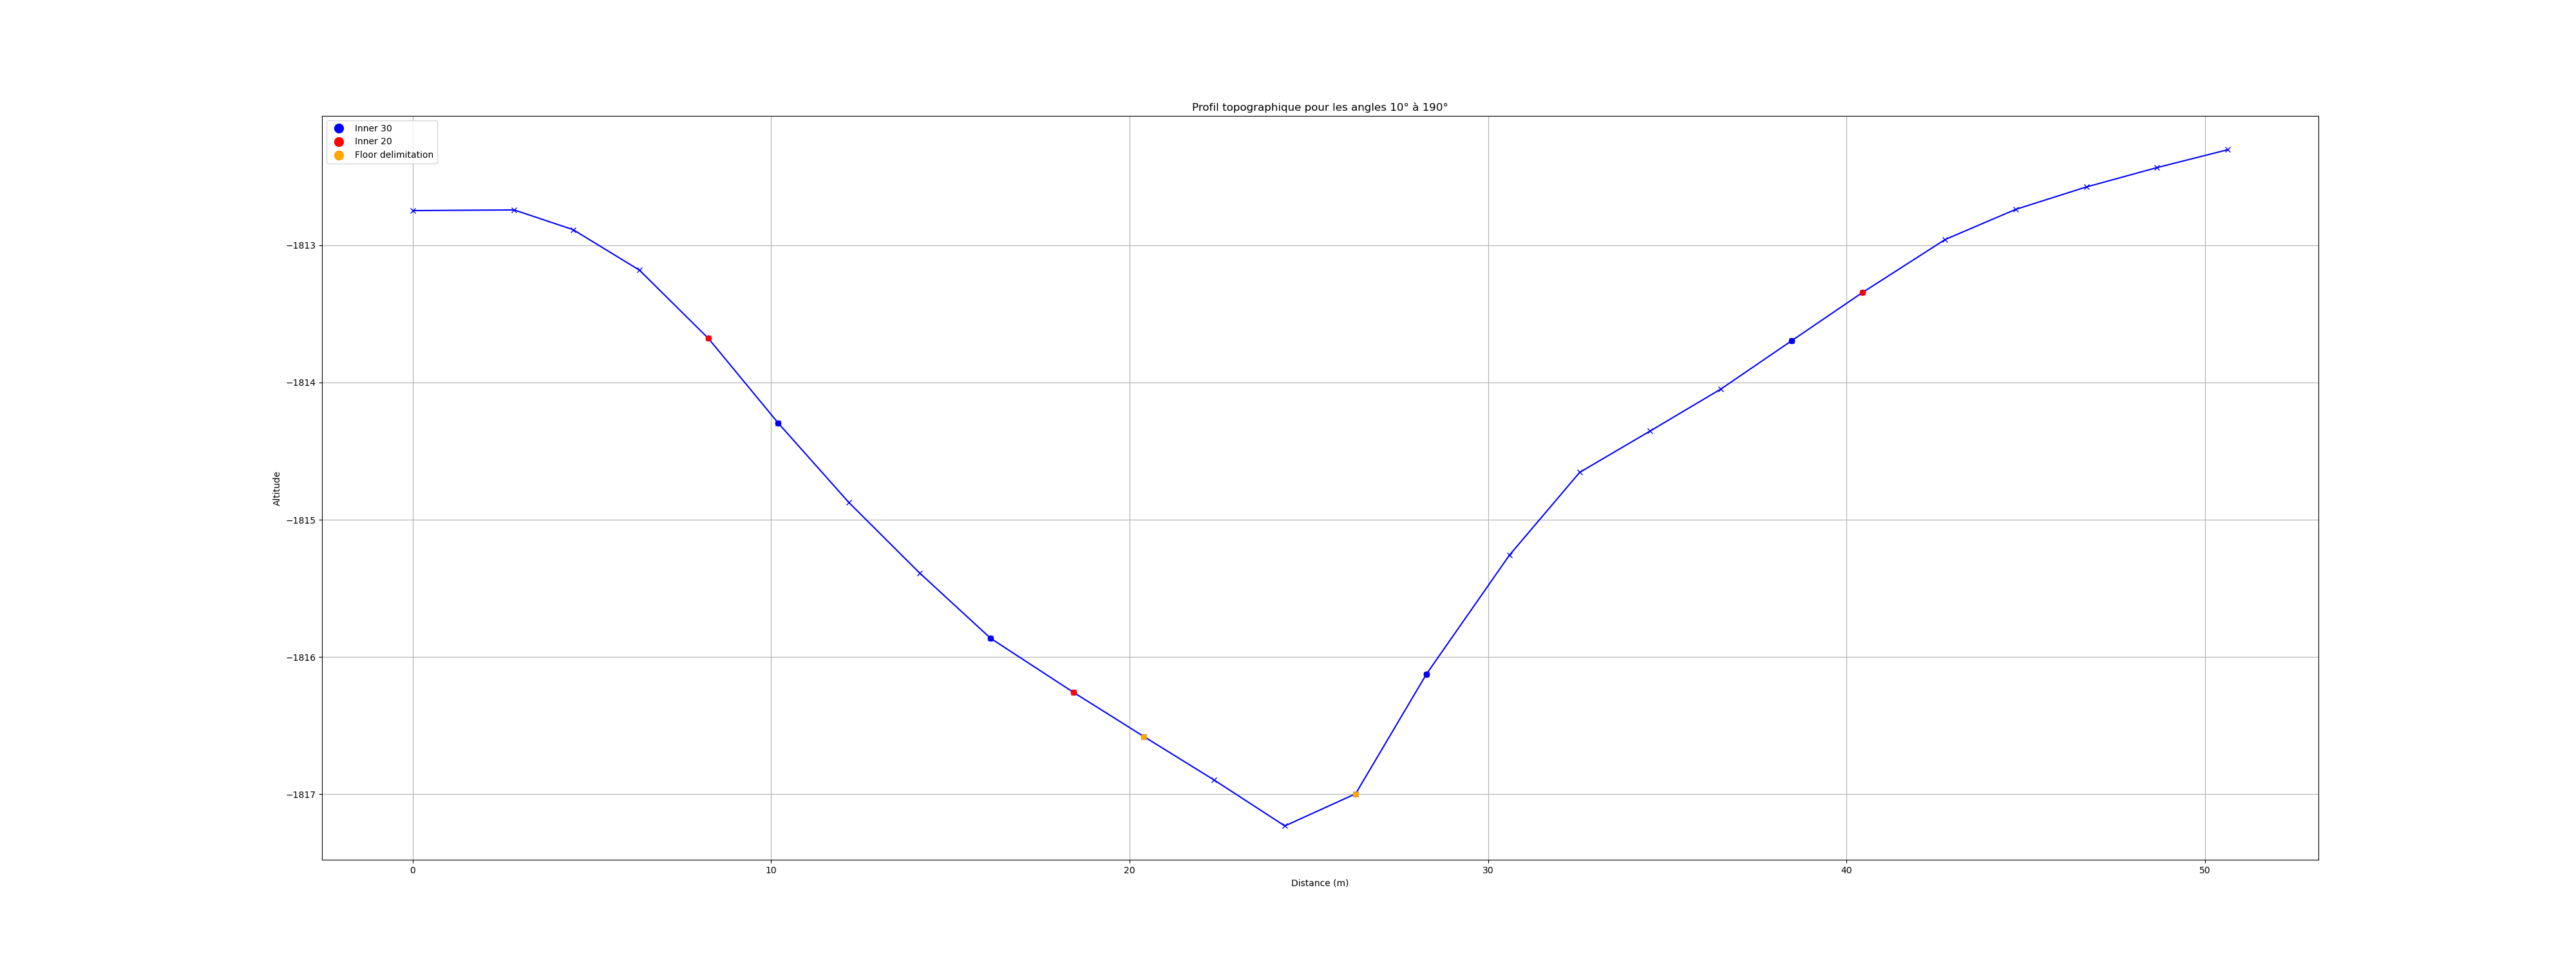 Profil topographique pour les angles 10° à 190°
Inner 30
Inner 20
Floor delimitation
Altitude
−1813
−1814
−1815
−1816
−1817
0 10 20 30 40 50
Distance (m)